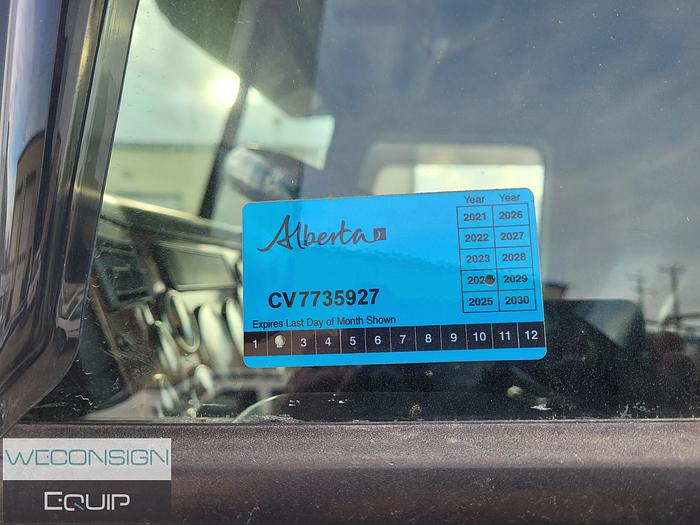 Alberta
CV7735927
Expires Last Day of Month Shown
1 3 4 5 6 7 8 9 10 11 12
Year Year
2021 2026
2022 2027
2023 2028
202 2029
2025 2030
WECONSIGN
EQUIP